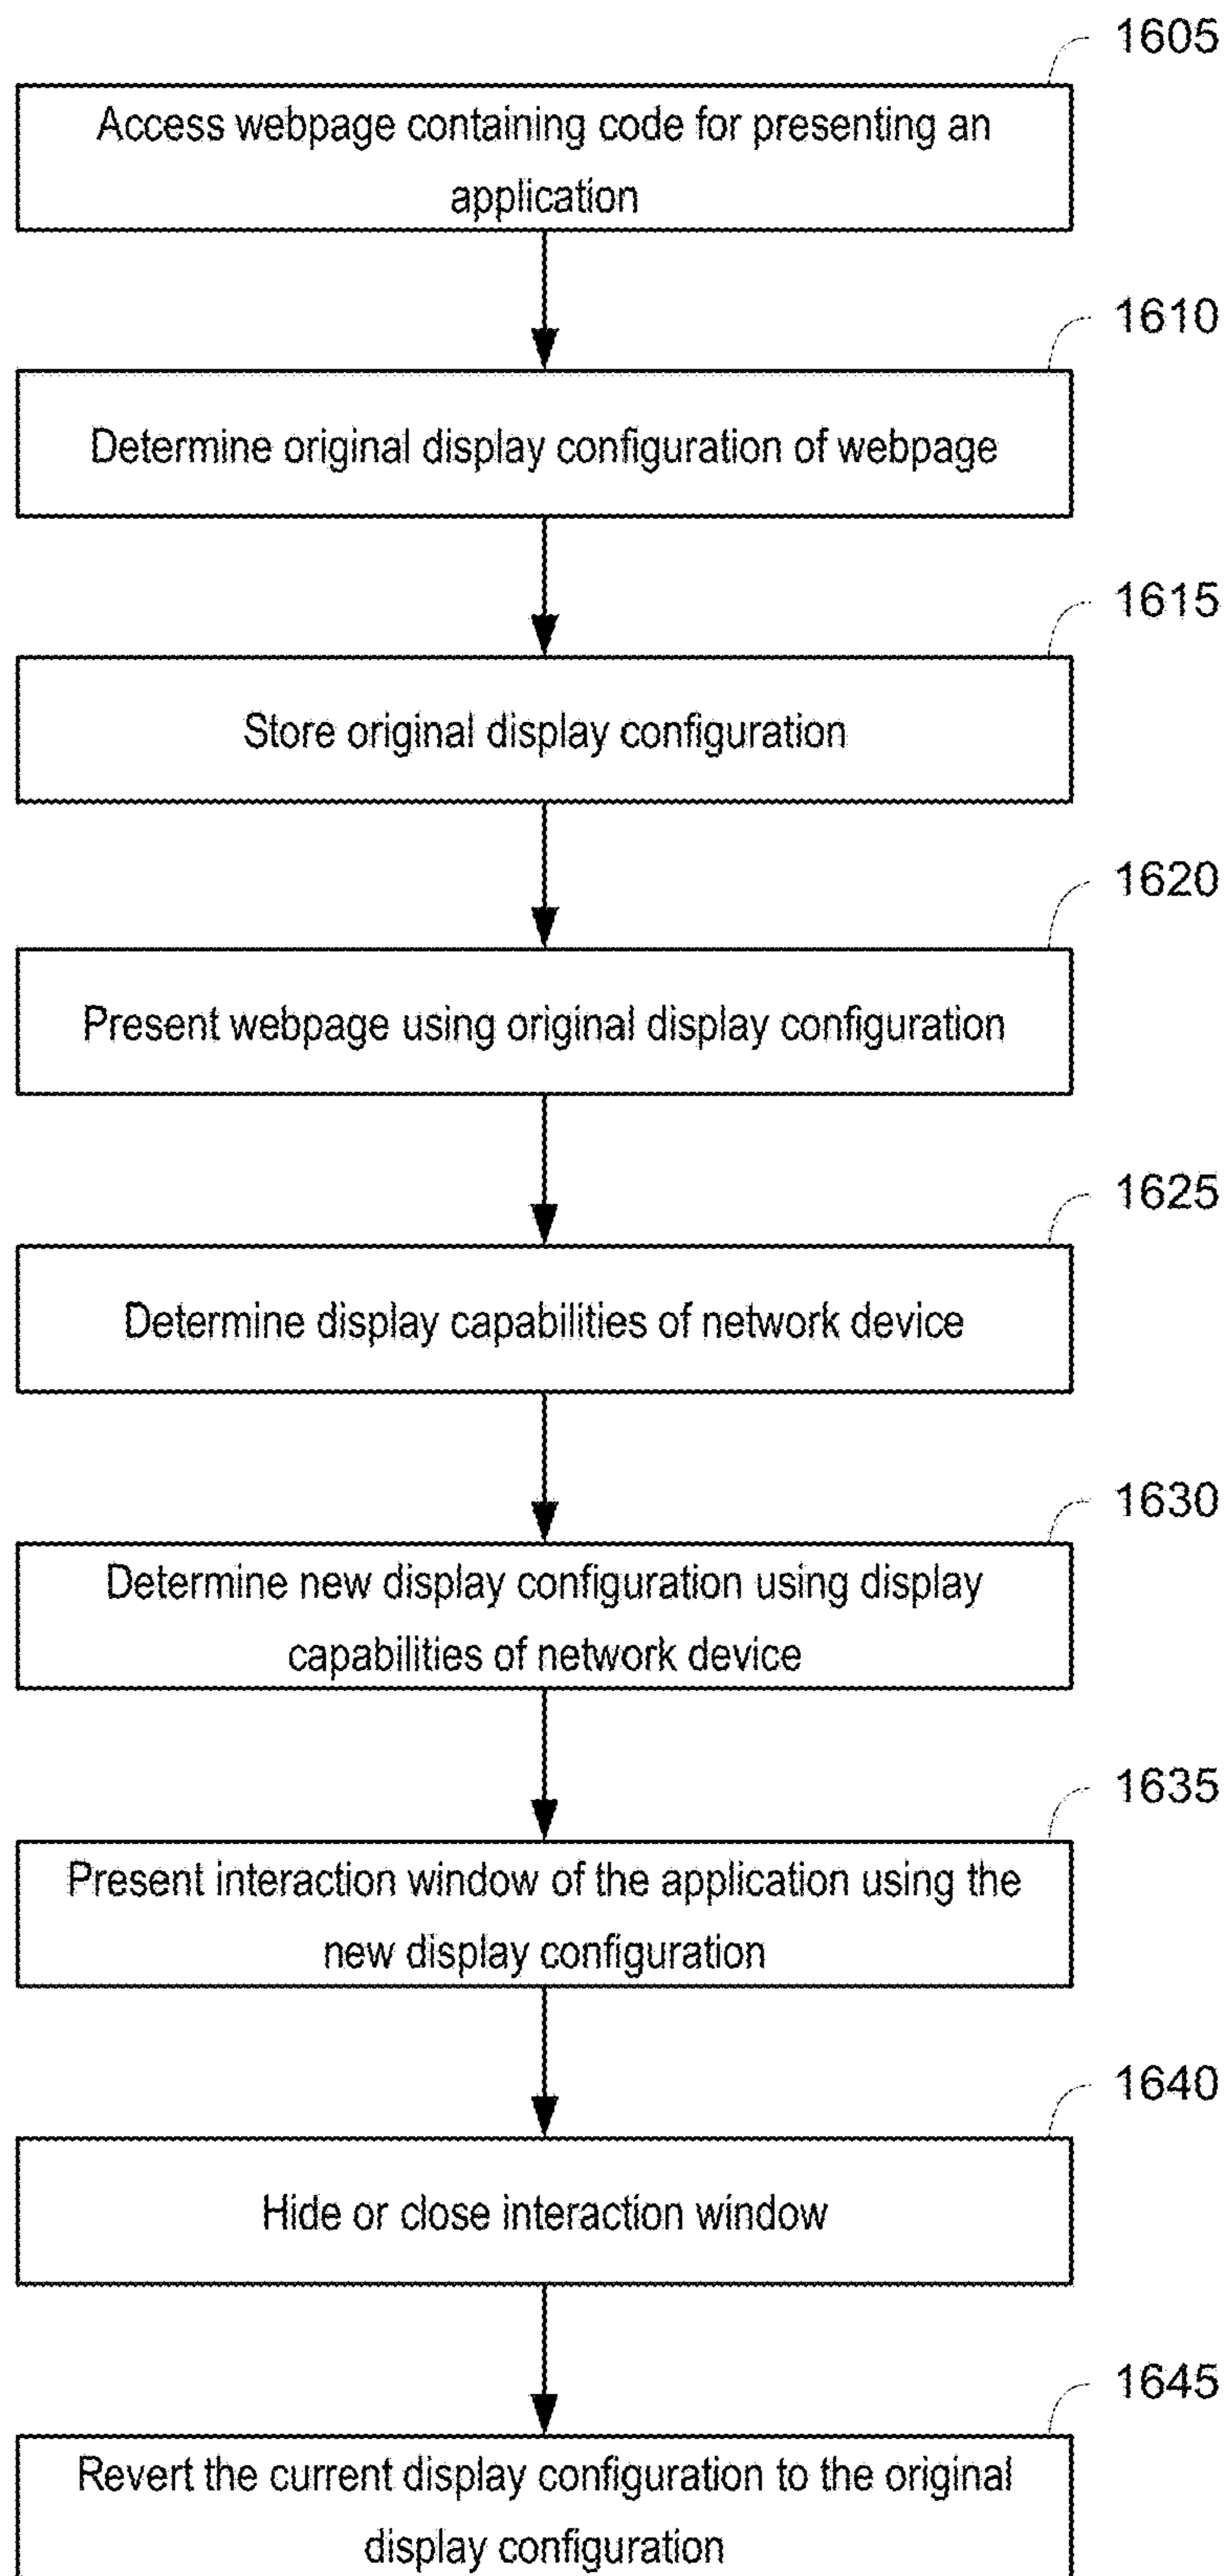 1605
Access webpage containing code for presenting an
application
1610
Determine original display configuration of webpage
1615
Store original display configuration
1620
Present webpage using original display configuration
1625
Determine display capabilities of network device
1630
Determine new display configuration using display
capabilities of network device
1635
Present interaction window of the application using the
new display configuration
1640
Hide or close interaction window
1645
Revert the current display configuration to the original
display configuration